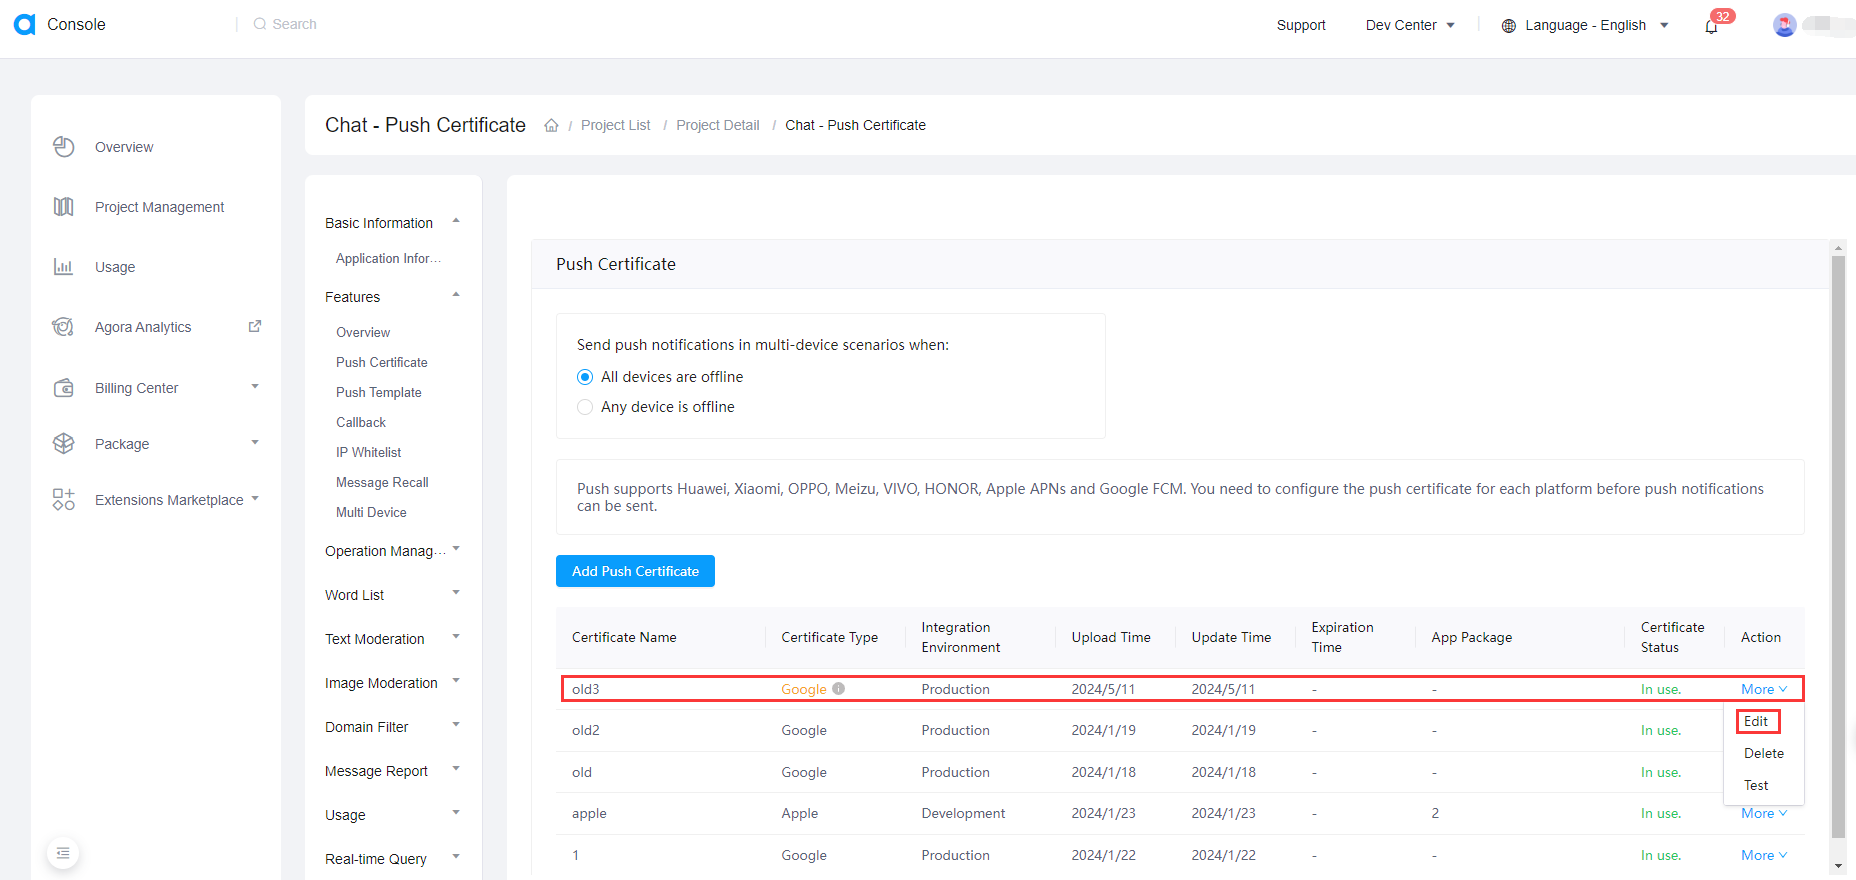 Console
Search
Support
Dev Center
Language - English
32
Overview
Project Management
Usage
Agora Analytics
Billing Center
Package
Extensions Marketplace
Chat - Push Certificate
/ Project List / Project Detail / Chat - Push Certificate
Basic Information
Application Infor...
Features
Overview
Push Certificate
Push Template
Callback
IP Whitelist
Message Recall
Multi Device
Operation Manag...
Word List
Text Moderation
Image Moderation
Domain Filter
Message Report
Usage
Real-time Query
Push Certificate
Send push notifications in multi-device scenarios when:
All devices are offline
Any device is offline
Push supports Huawei, Xiaomi, OPPO, Meizu, VIVO, HONOR, Apple APNs and Google FCM. You need to configure the push certificate for each platform before push notifications
can be sent.
Add Push Certificate
Certificate Name Certificate Type Integration Environment Upload Time Update Time Expiration Time App Package Certificate Status Action
old3 Google Production 2024/5/11 2024/5/11 - - In use. More
Edit
old2 Google Production 2024/1/19 2024/1/19 - - In use.
Delete
old Google Production 2024/1/18 2024/1/18 - - In use.
Test
apple Apple Development 2024/1/23 2024/1/23 - 2 In use. More
1 Google Production 2024/1/22 2024/1/22 - - In use. More